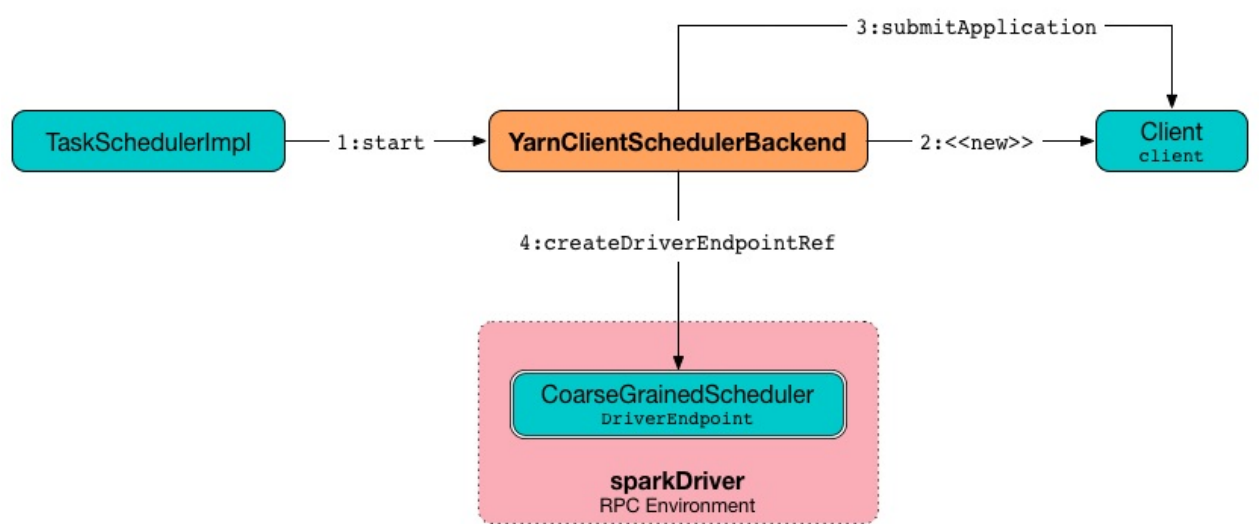 3:submitApplication
TaskSchedulerImpl
1:start
YarnClientSchedulerBackend
2:<<new>>
Client
client
4:createDriverEndpointRef
CoarseGrainedScheduler
DriverEndpoint
sparkDriver
RPC Environment